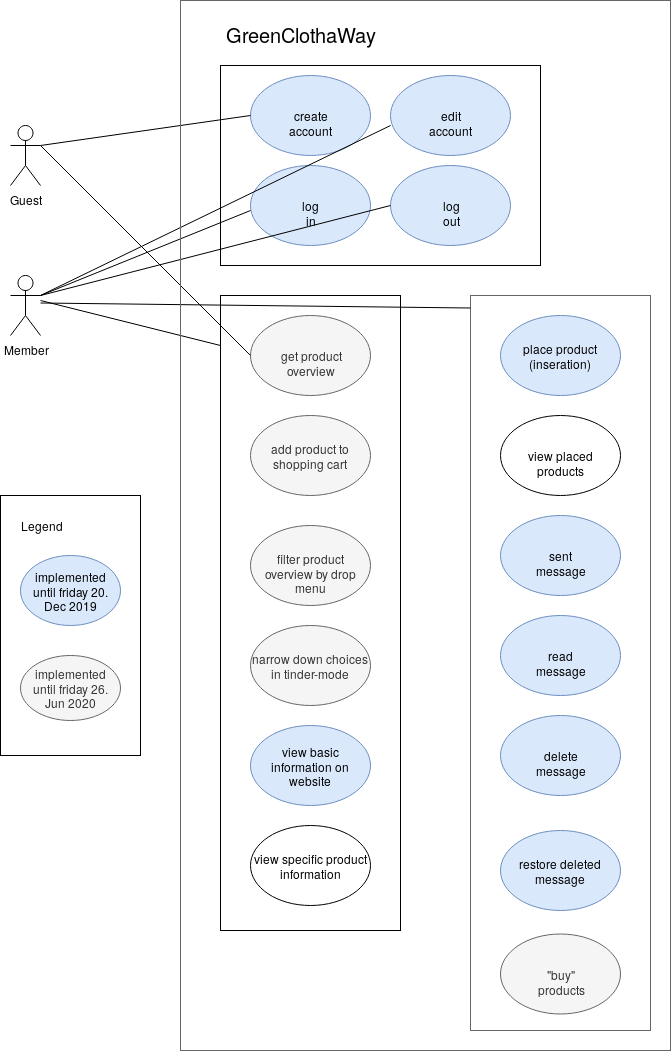 GreenClothaWay
create
account
edit
account
log
in
log
out
Guest
Member
get product
overview
add product to
shopping cart
filter product
overview by drop
menu
narrow down choices
in tinder-mode
view basic
information on
website
view specific product
information
place product
(inseration)
view placed
products
sent
message
read
message
delete
message
restore deleted
message
"buy"
products
Legend
implemented
until friday 20.
Dec 2019
implemented
until friday 26.
Jun 2020